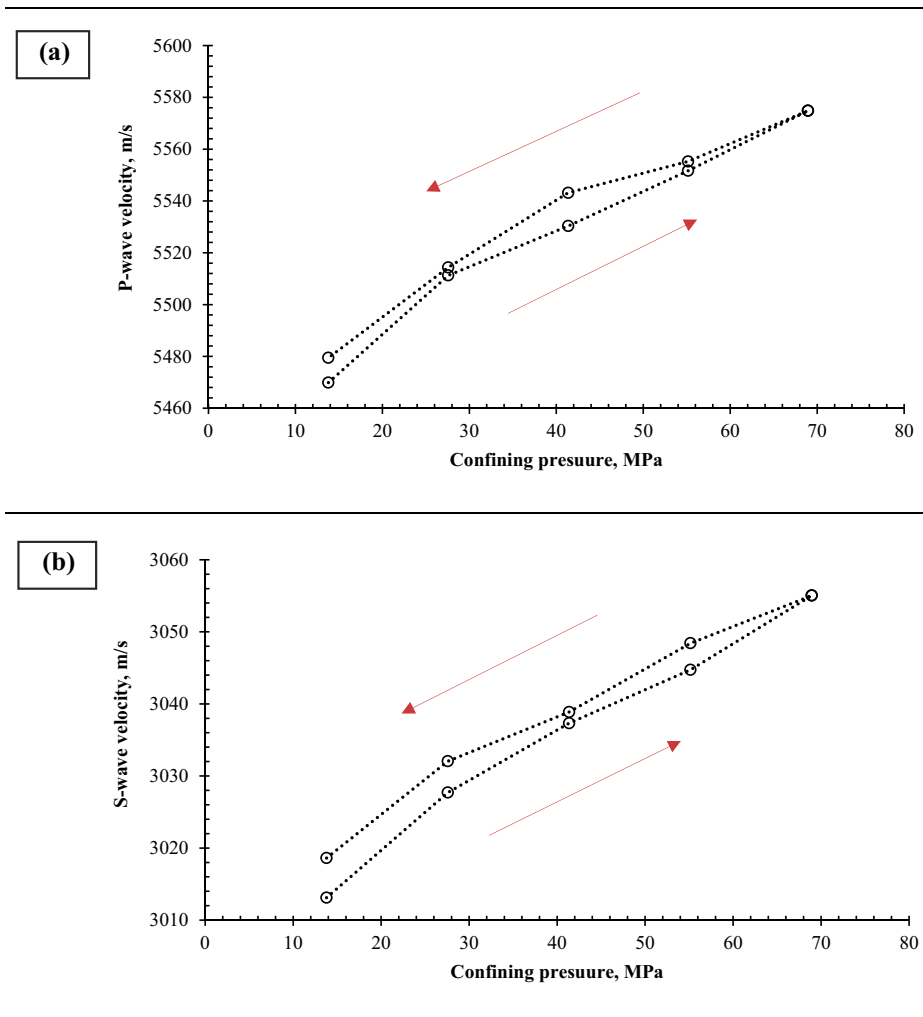 (a)
P-wave velocity, m/s
5600
5580
5560
5540
5520
5500
5480
5460
0 10 20 30 40 50 60 70 80
Confining presuure, MPa
(b)
S-wave velocity, m/s
3060
3050
3040
3030
3020
3010
0 10 20 30 40 50 60 70 80
Confining presuure, MPa